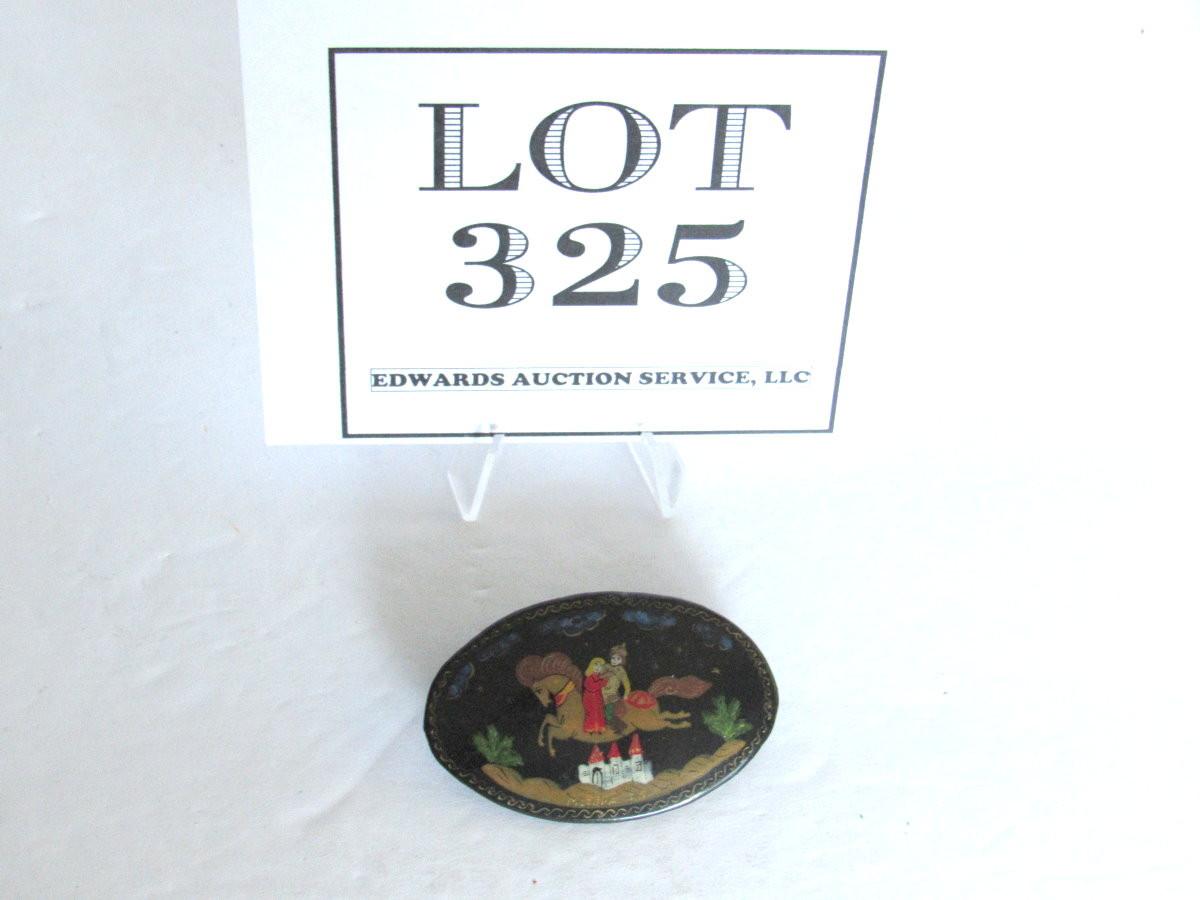 LOT
325
EDWARDS AUCTION SERVICE, LLC